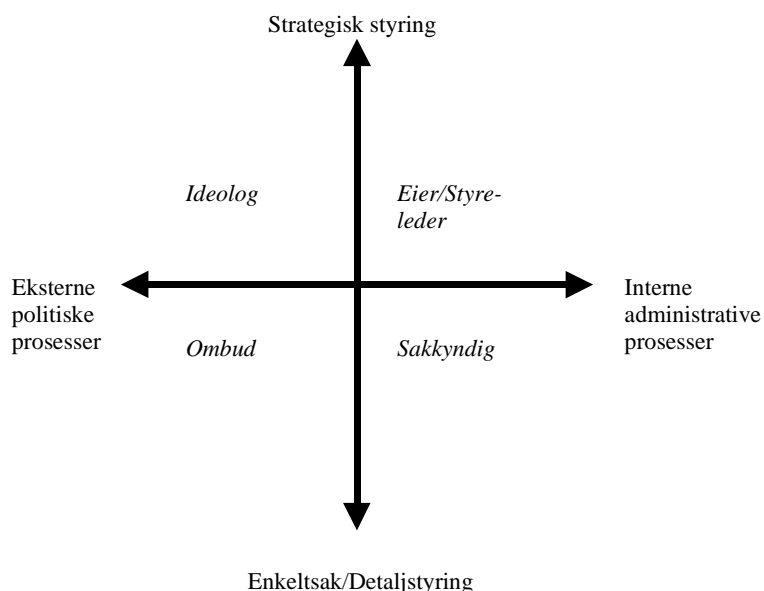 Strategisk styring
Ideolog
Eier/Styre-
leder
Eksterne
politiske
prosesser
Interne
administrative
prosesser
Ombud
Sakkyndig
Enkeltsak/Detaljstyring